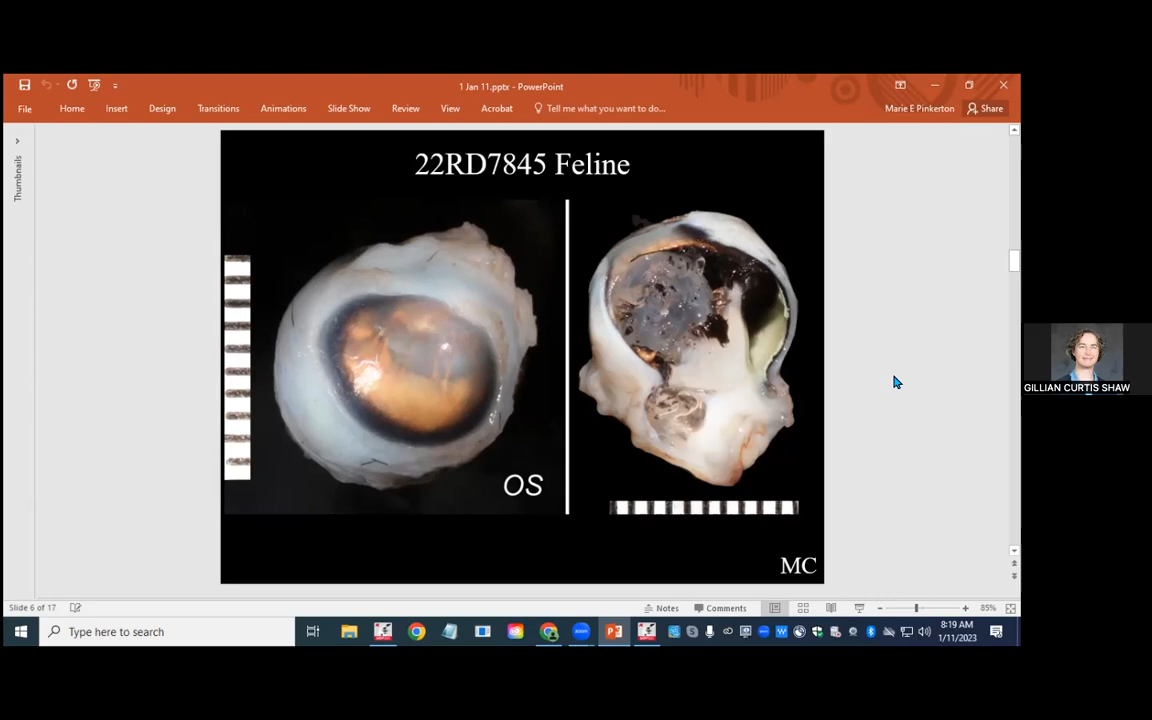 1 Jan 11.pptx - PowerPoint
File Home Insert Design Transitions Animations Slide Show Review View Acrobat Tell me what you want to do... Marie E Pinkerton Share
Thumbnails
22RD7845 Feline
OS
MC
GILLIAN CURTIS SHAW
Slide 6 of 17 Notes Comments 85%
Type here to search
8:19 AM
1/11/2023